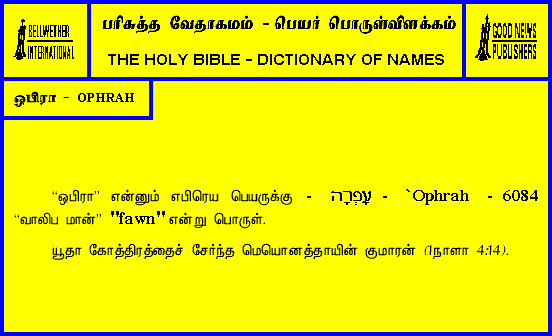 BELLWETHER
INTERNATIONAL
பரிசுத்த வேதாகமம் - பெயர் பொருள்விளக்கம்
THE HOLY BIBLE - DICTIONARY OF NAMES
GOOD NEWS
PUBLISHERS
ஒபிரா - OPHRAH
“ஒபிரா” என்னும் எபிரெய பெயருக்கு - עָפְרָה - `Ophrah - 6084
“வாலிப மான்” "fawn" என்று பொருள்.
யூதா கோத்திரத்தைச் சேர்ந்த மெயோனத்தாயின் குமாரன் (1நாளா 4:14).